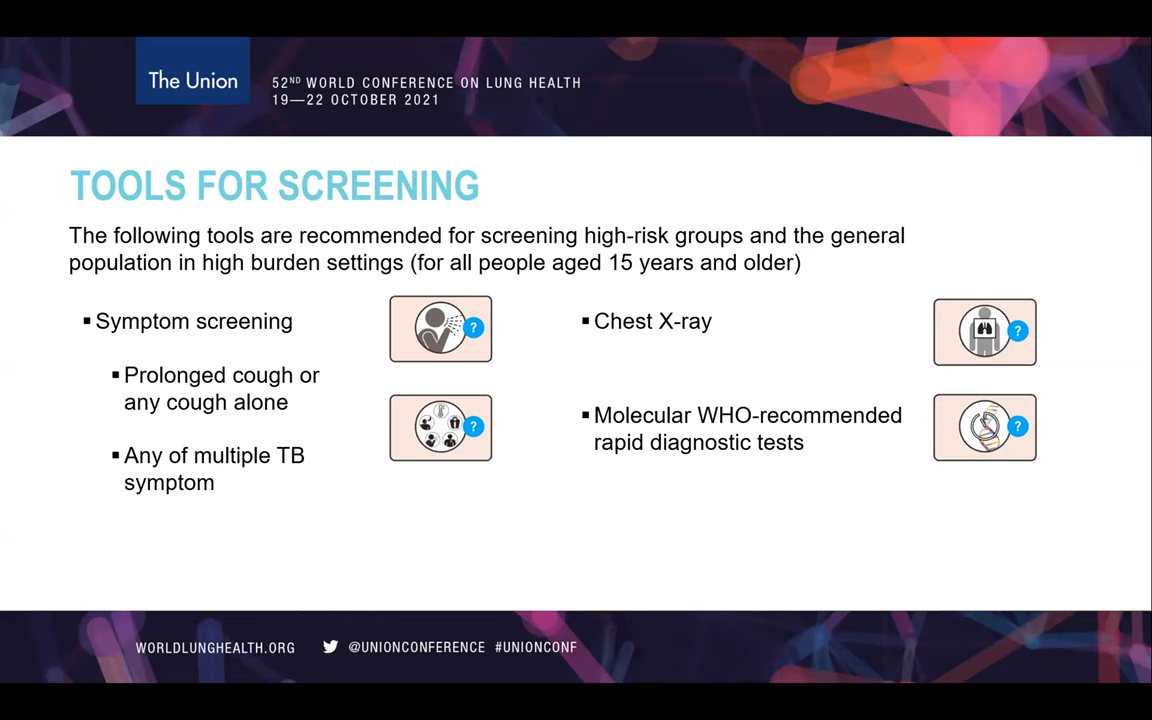 The Union
52ND WORLD CONFERENCE ON LUNG HEALTH
19—22 OCTOBER 2021
TOOLS FOR SCREENING
The following tools are recommended for screening high-risk groups and the general
population in high burden settings (for all people aged 15 years and older)
▪ Symptom screening
?
▪ Prolonged cough or
any cough alone
▪ Any of multiple TB
symptom
?
▪ Chest X-ray
?
▪ Molecular WHO-recommended
rapid diagnostic tests
?
WORLDLUNGHEALTH.ORG @UNIONCONFERENCE #UNIONCONF